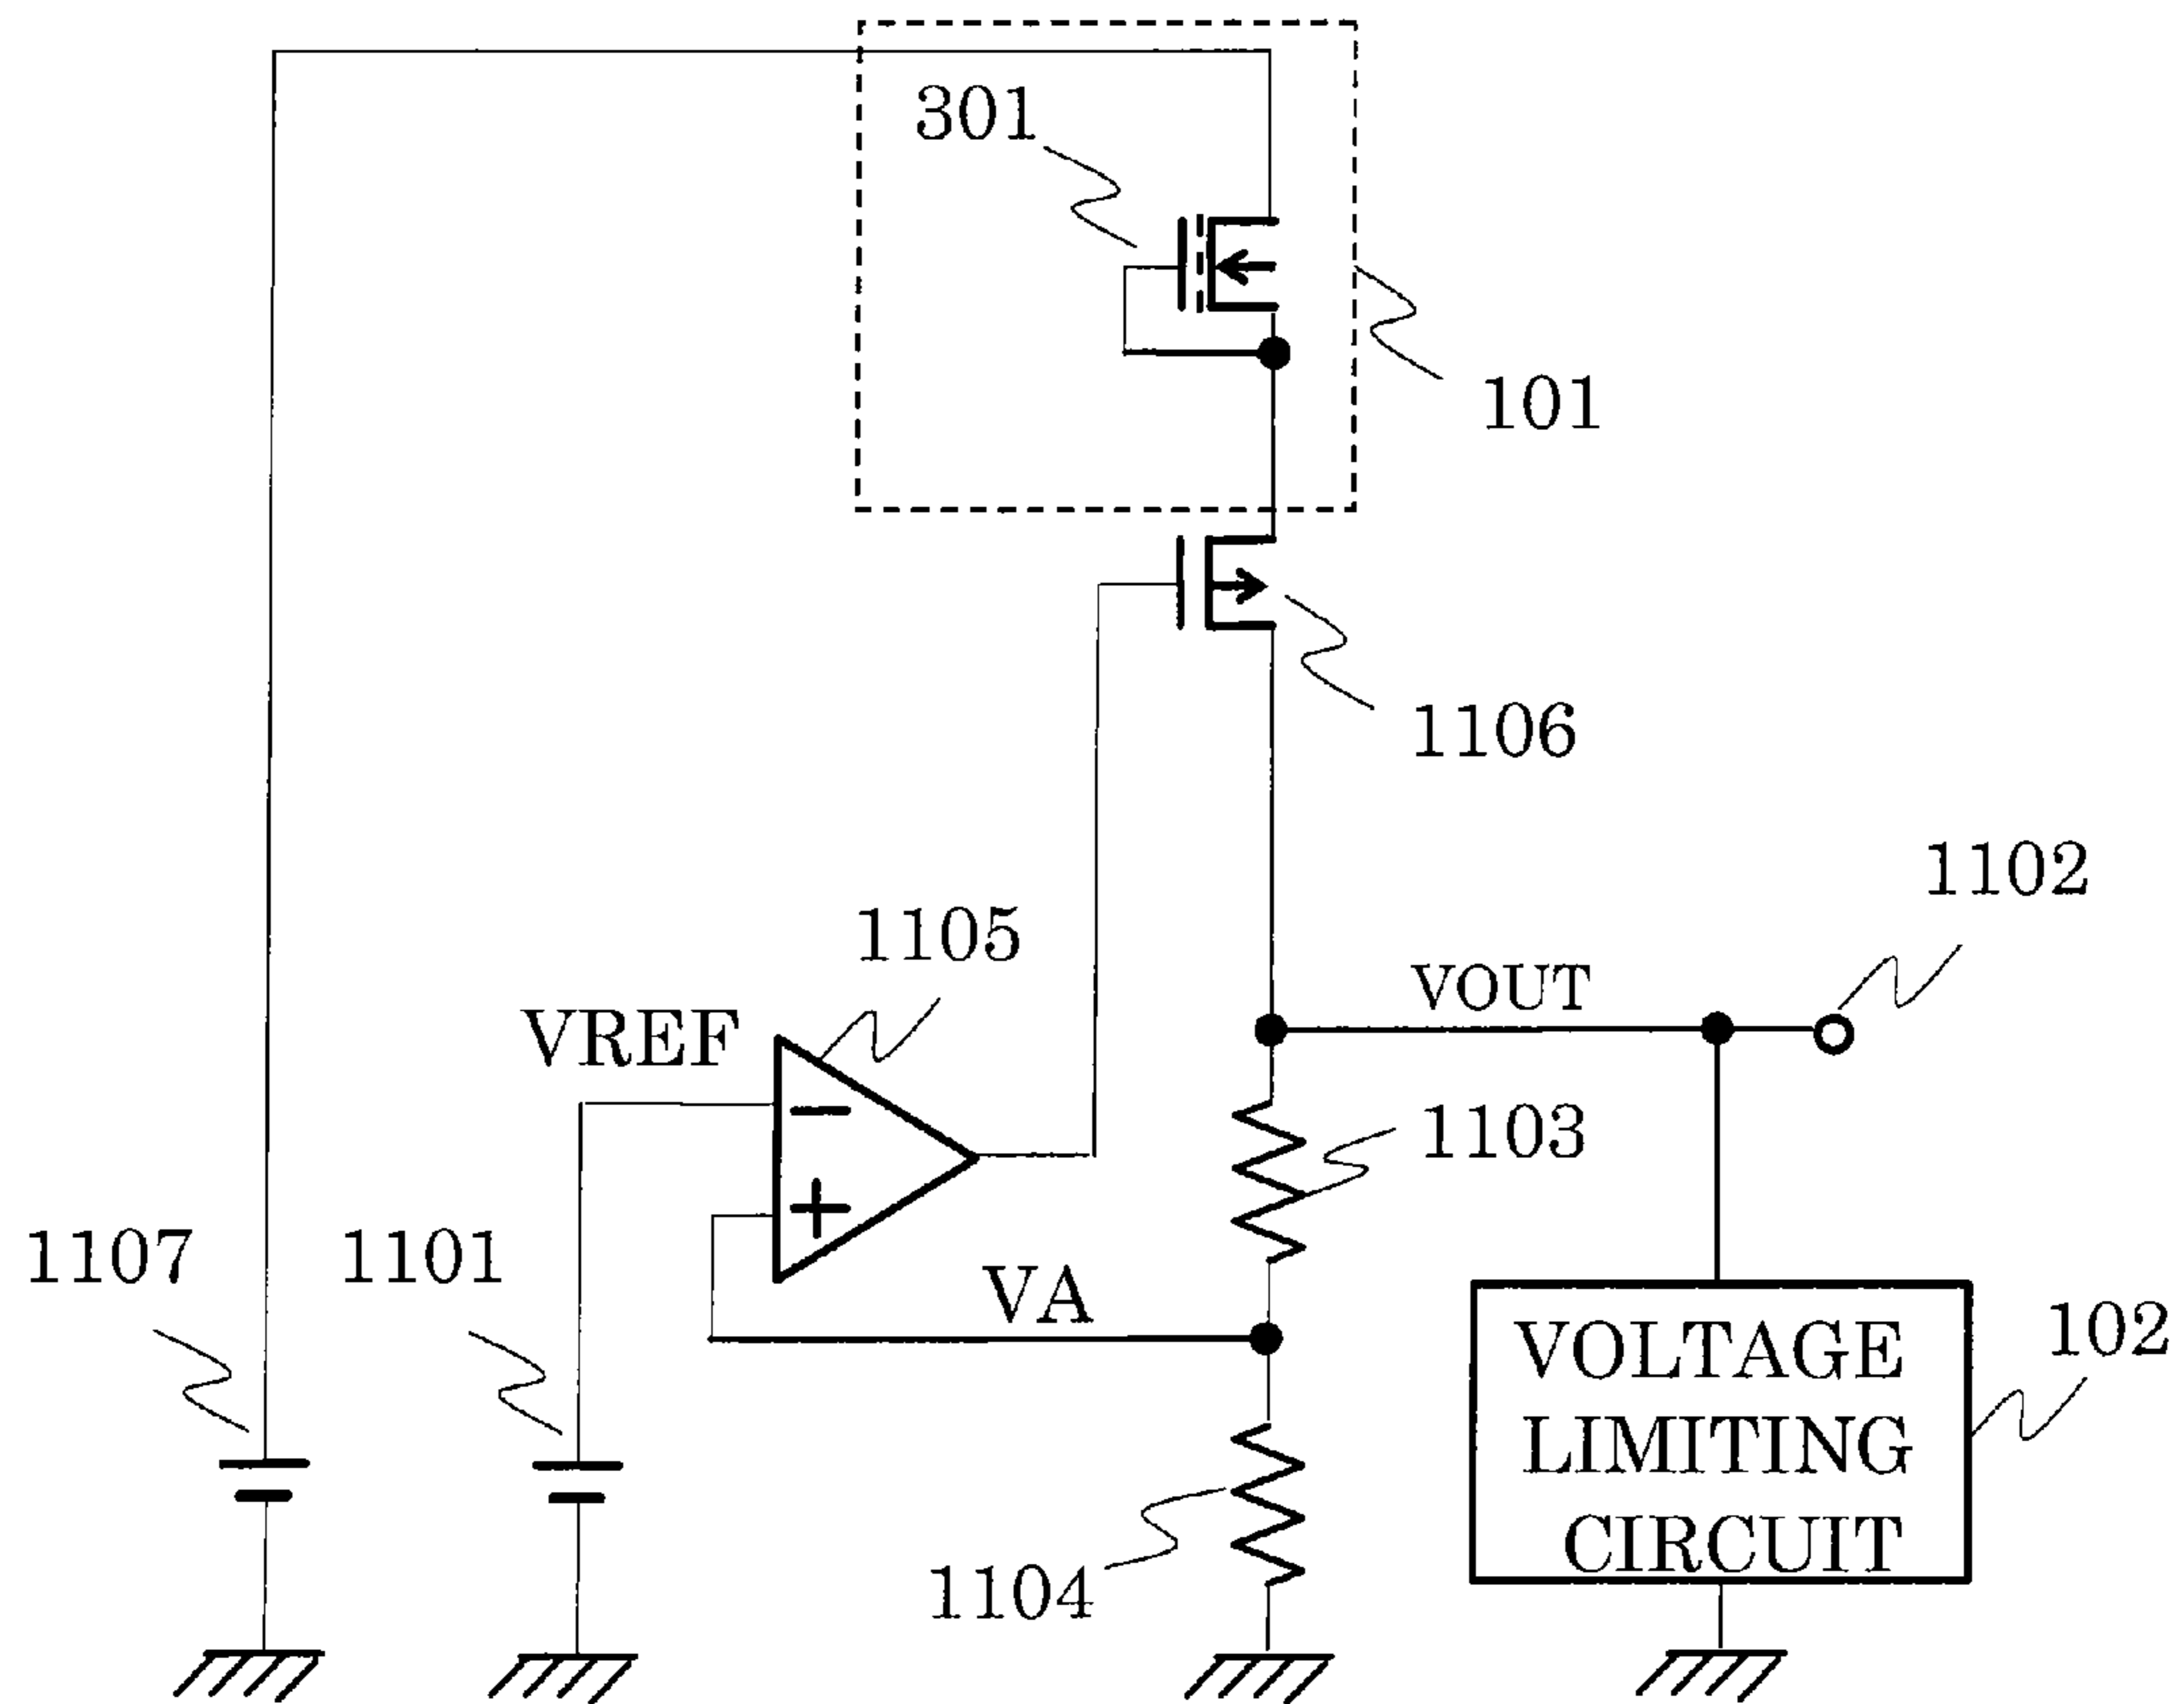 301
101
1106
1102
1105
VOUT
VREF
−
1103
+
1107
1101
VA
102
VOLTAGE
LIMITING
CIRCUIT
1104